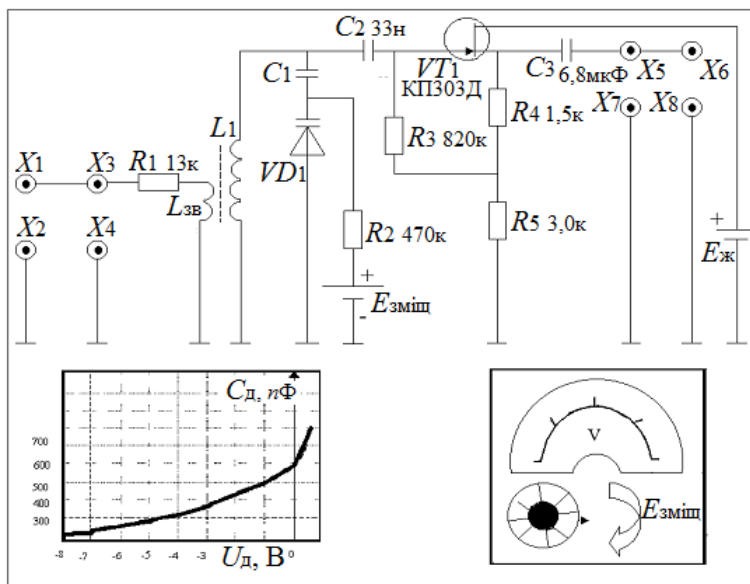 C2 33н
C1
VT1
КП303Д
C3 6,8мкФ
X5
X6
X7
X8
R4 1,5к
R3 820к
L1
X1
X3
R1 13к
VD1
Lзв
X2
X4
R2 470к
R5 3,0к
+
Eж
+
Eзміщ
-
Cд, пФ
700
600
500
400
300
-8 -7 -6 -5 -4 -3 -2 -1 0
Uд, В
V
Eзміщ